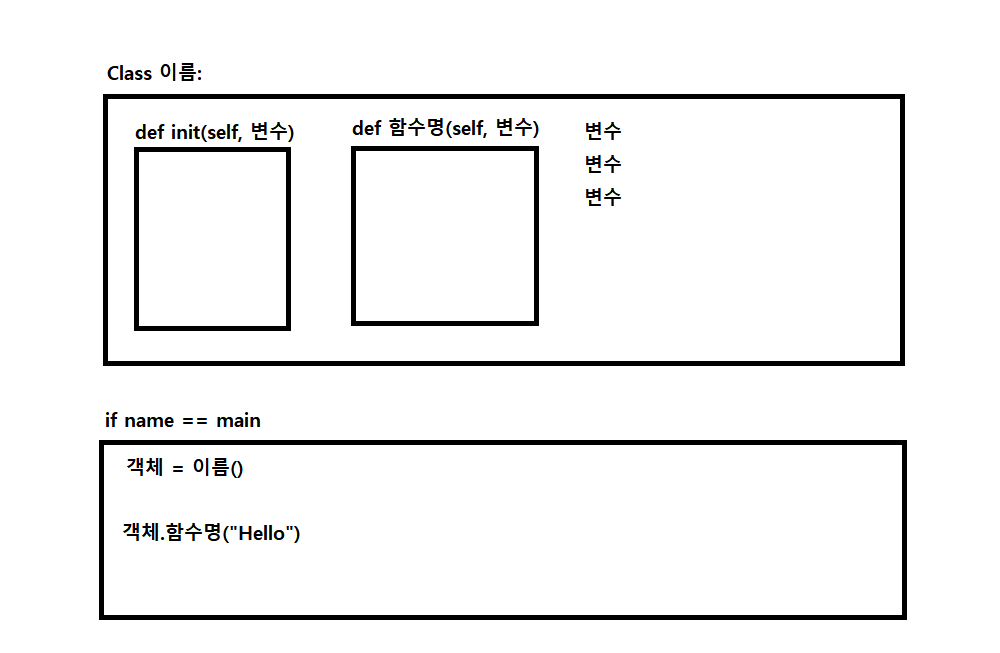 Class 이름:
def init(self, 변수)
def 함수명(self, 변수)
변수
변수
변수
if name == main
객체 = 이름()
객체.함수명("Hello")